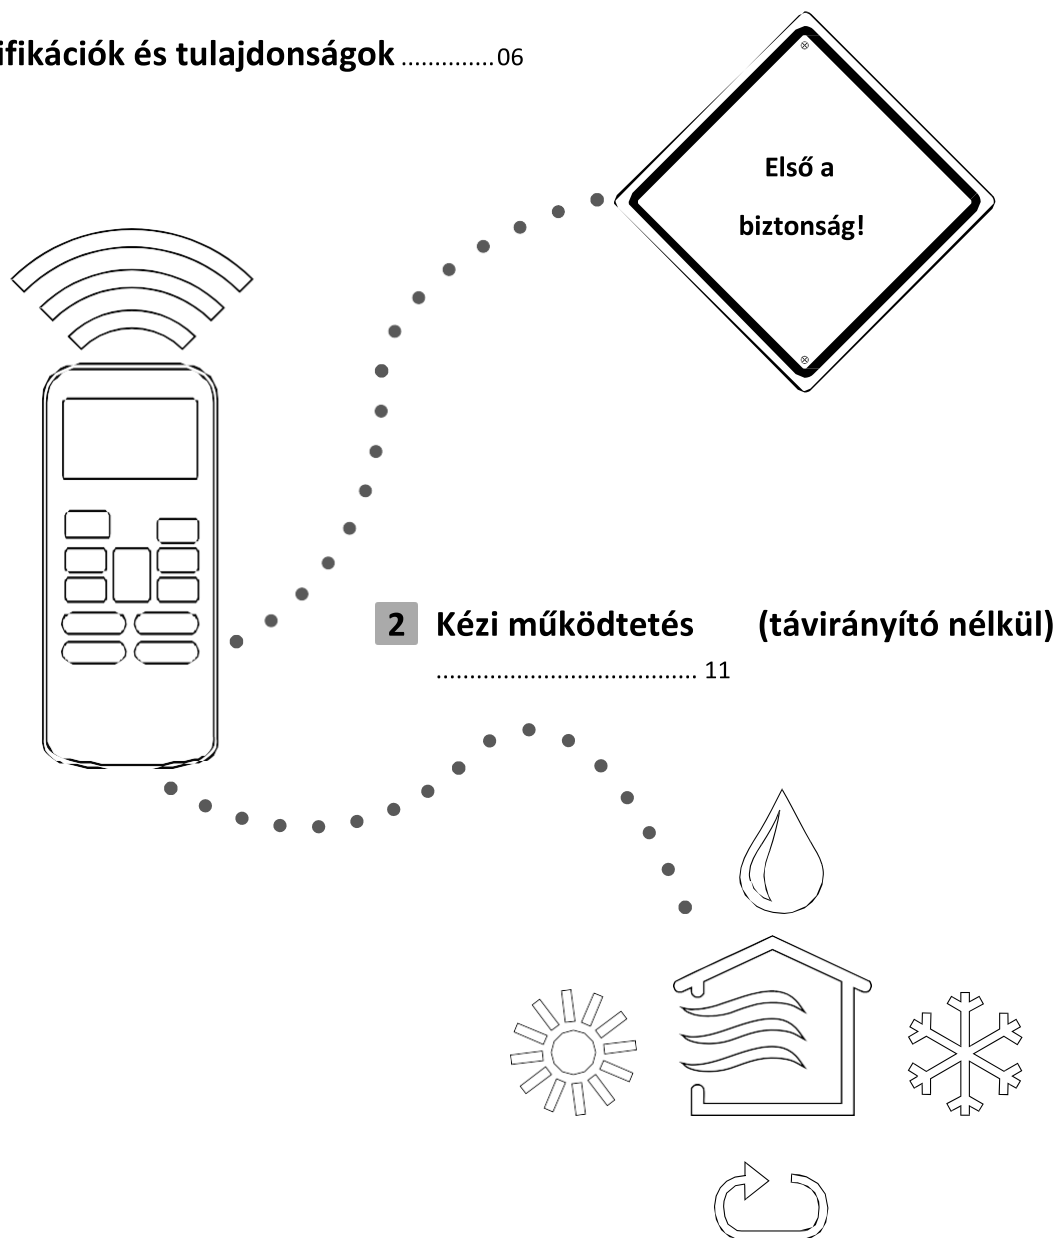 ifikációk és tulajdonságok ..............06
Első a
biztonság!
2 Kézi működtetés (távirányító nélkül)
....................................... 11